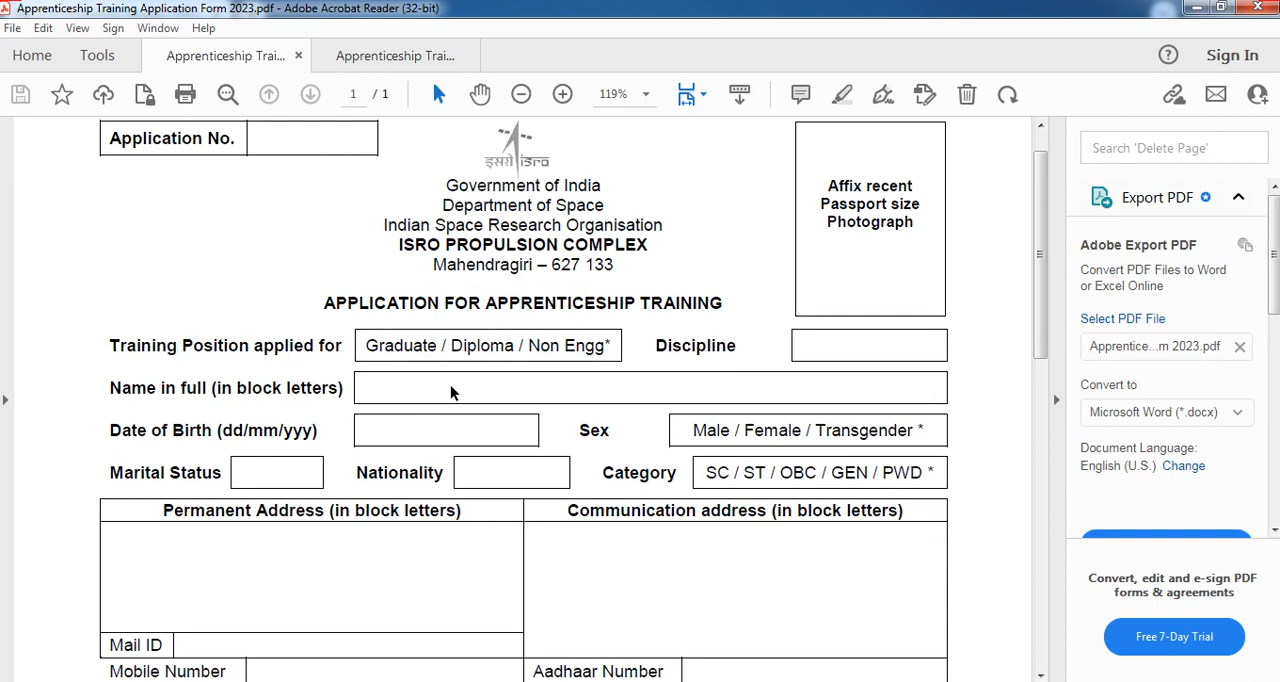 Apprenticeship Training Application Form 2023.pdf - Adobe Acrobat Reader (32-bit)
File Edit View Sign Window Help
Home Tools Apprenticeship Trai... × Apprenticeship Trai... ? Sign In
1 / 1 119%
Application No.
इसरो isro
Government of India
Department of Space
Indian Space Research Organisation
ISRO PROPULSION COMPLEX
Mahendragiri – 627 133
Affix recent
Passport size
Photograph
APPLICATION FOR APPRENTICESHIP TRAINING
Training Position applied for Graduate / Diploma / Non Engg* Discipline
Name in full (in block letters)
Date of Birth (dd/mm/yyy) Sex Male / Female / Transgender *
Marital Status Nationality Category SC / ST / OBC / GEN / PWD *
Permanent Address (in block letters) Communication address (in block letters)
Mail ID
Mobile Number Aadhaar Number
Search 'Delete Page'
Export PDF
Adobe Export PDF
Convert PDF Files to Word
or Excel Online
Select PDF File
Apprentice...m 2023.pdf
Convert to
Microsoft Word (*.docx)
Document Language:
English (U.S.) Change
Convert, edit and e-sign PDF
forms & agreements
Free 7-Day Trial